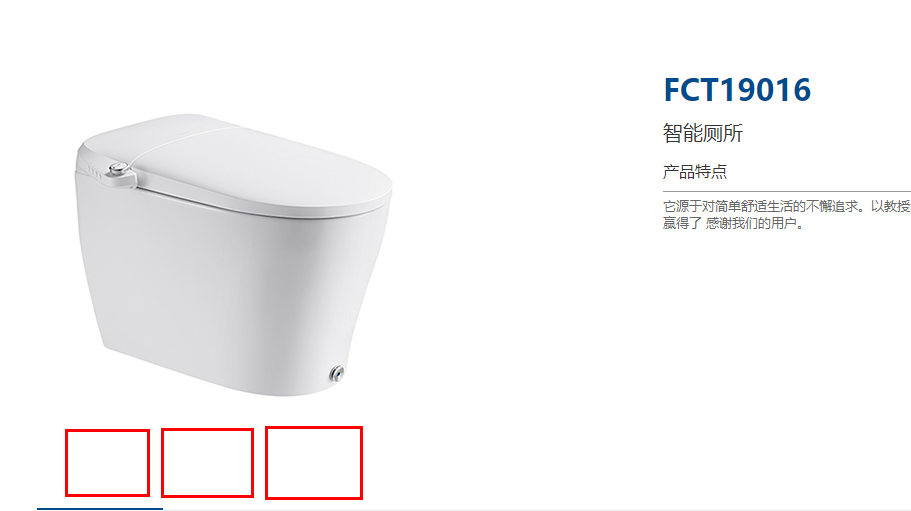 FCT19016
智能厕所
产品特点
它源于对简单舒适生活的不懈追求。以教授
赢得了 感谢我们的用户。